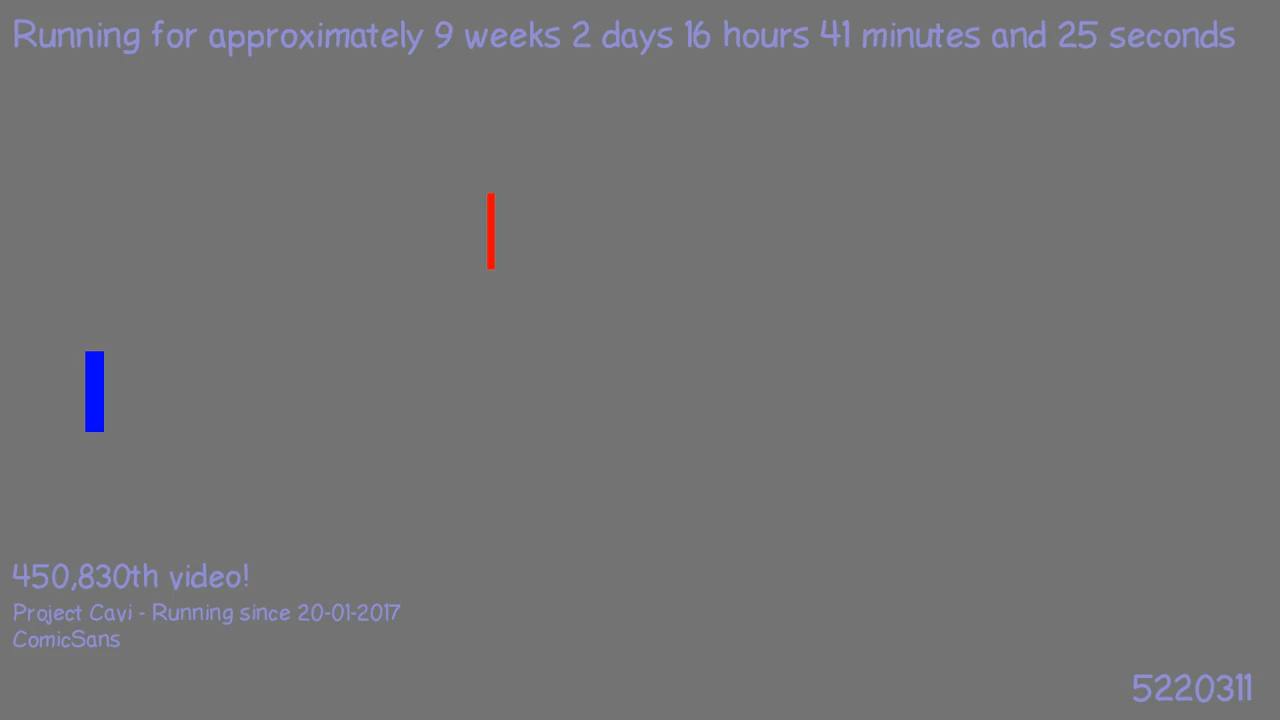 Running for approximately 9 weeks 2 days 16 hours 41 minutes and 25 seconds
450,830th video!
Project Cavi - Running since 20-01-2017
ComicSans
5220311